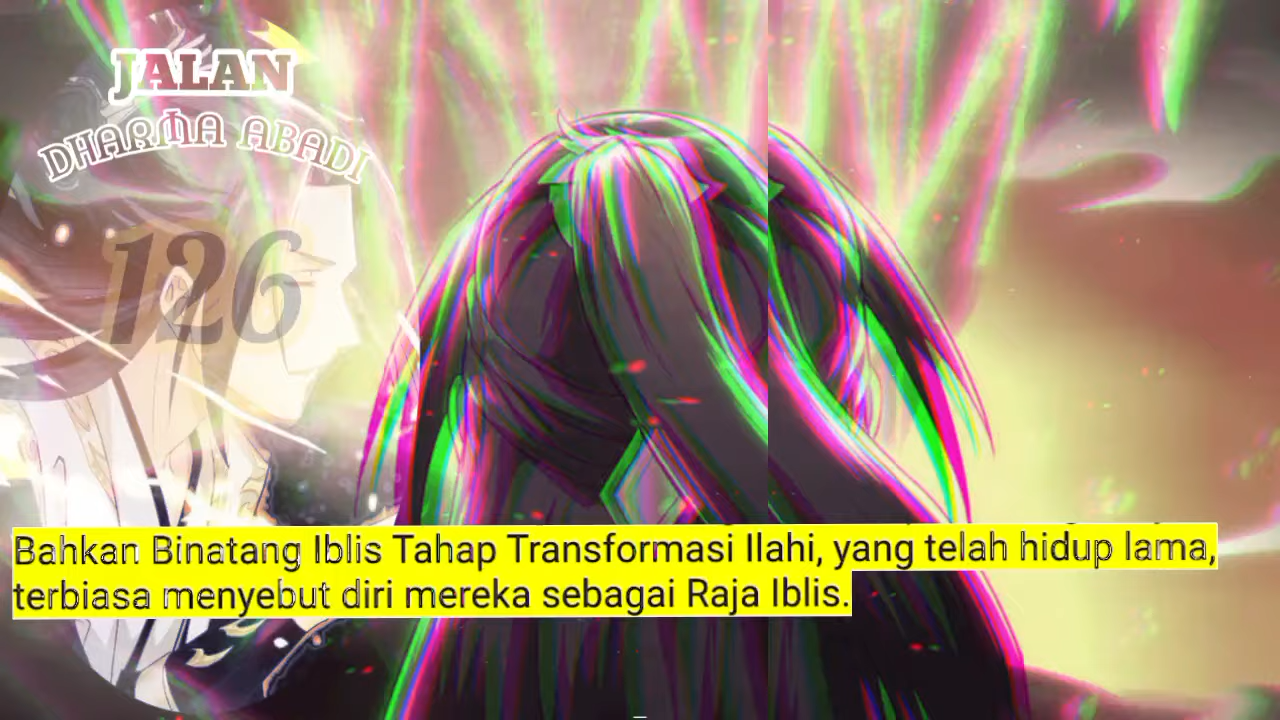 JALAN
DHARMA ABADI
126
Bahkan Binatang Iblis Tahap Transformasi Ilahi, yang telah hidup lama,
terbiasa menyebut diri mereka sebagai Raja Iblis.